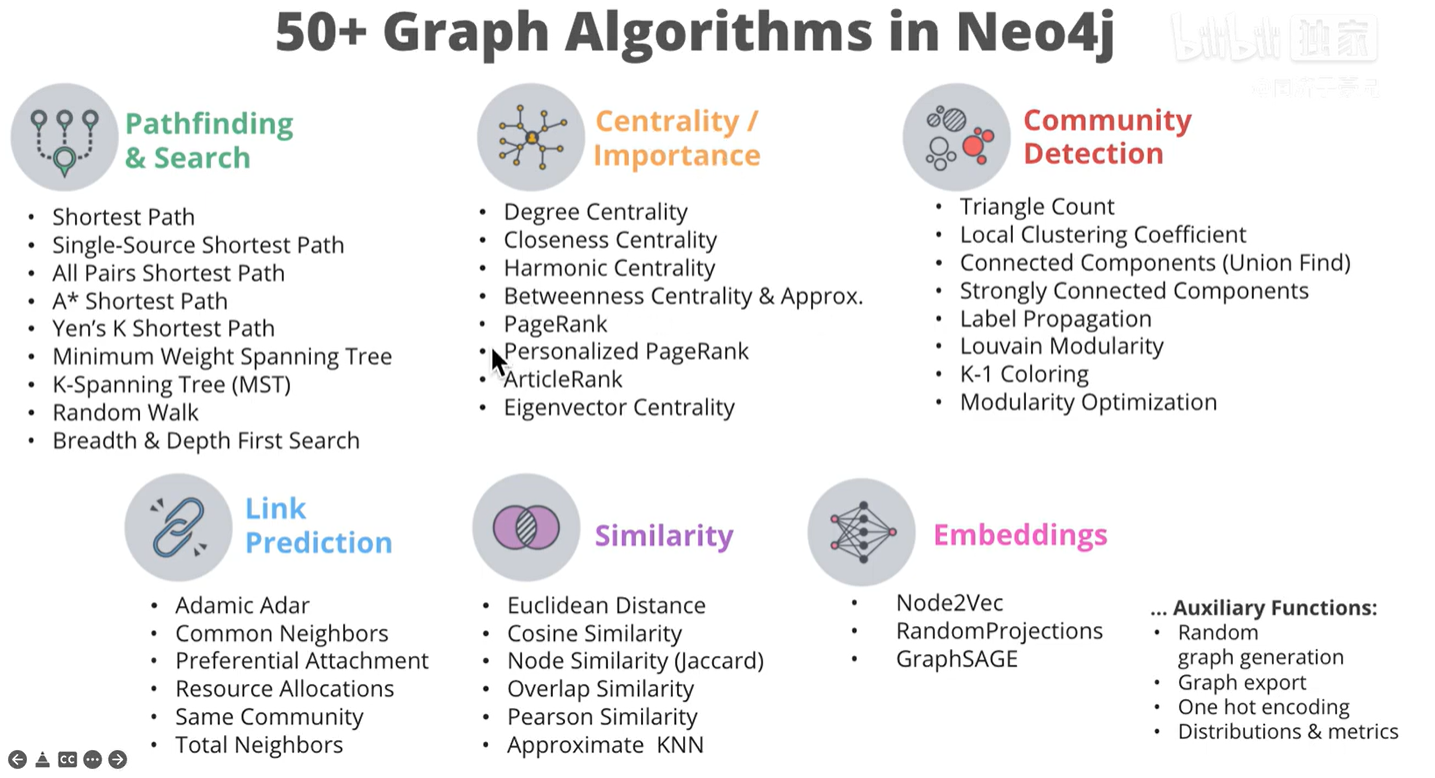 50+ Graph Algorithms in Neo4j
bilibili 独家
Pathfinding
& Search
• Shortest Path
• Single-Source Shortest Path
• All Pairs Shortest Path
• A* Shortest Path
• Yen’s K Shortest Path
• Minimum Weight Spanning Tree
• K-Spanning Tree (MST)
• Random Walk
• Breadth & Depth First Search
Centrality /
Importance
• Degree Centrality
• Closeness Centrality
• Harmonic Centrality
• Betweenness Centrality & Approx.
• PageRank
• Personalized PageRank
• ArticleRank
• Eigenvector Centrality
Community
Detection
• Triangle Count
• Local Clustering Coefficient
• Connected Components (Union Find)
• Strongly Connected Components
• Label Propagation
• Louvain Modularity
• K-1 Coloring
• Modularity Optimization
Link
Prediction
• Adamic Adar
• Common Neighbors
• Preferential Attachment
• Resource Allocations
• Same Community
• Total Neighbors
Similarity
• Euclidean Distance
• Cosine Similarity
• Node Similarity (Jaccard)
• Overlap Similarity
• Pearson Similarity
• Approximate KNN
Embeddings
• Node2Vec
• RandomProjections
• GraphSAGE
... Auxiliary Functions:
• Random
graph generation
• Graph export
• One hot encoding
• Distributions & metrics
CC